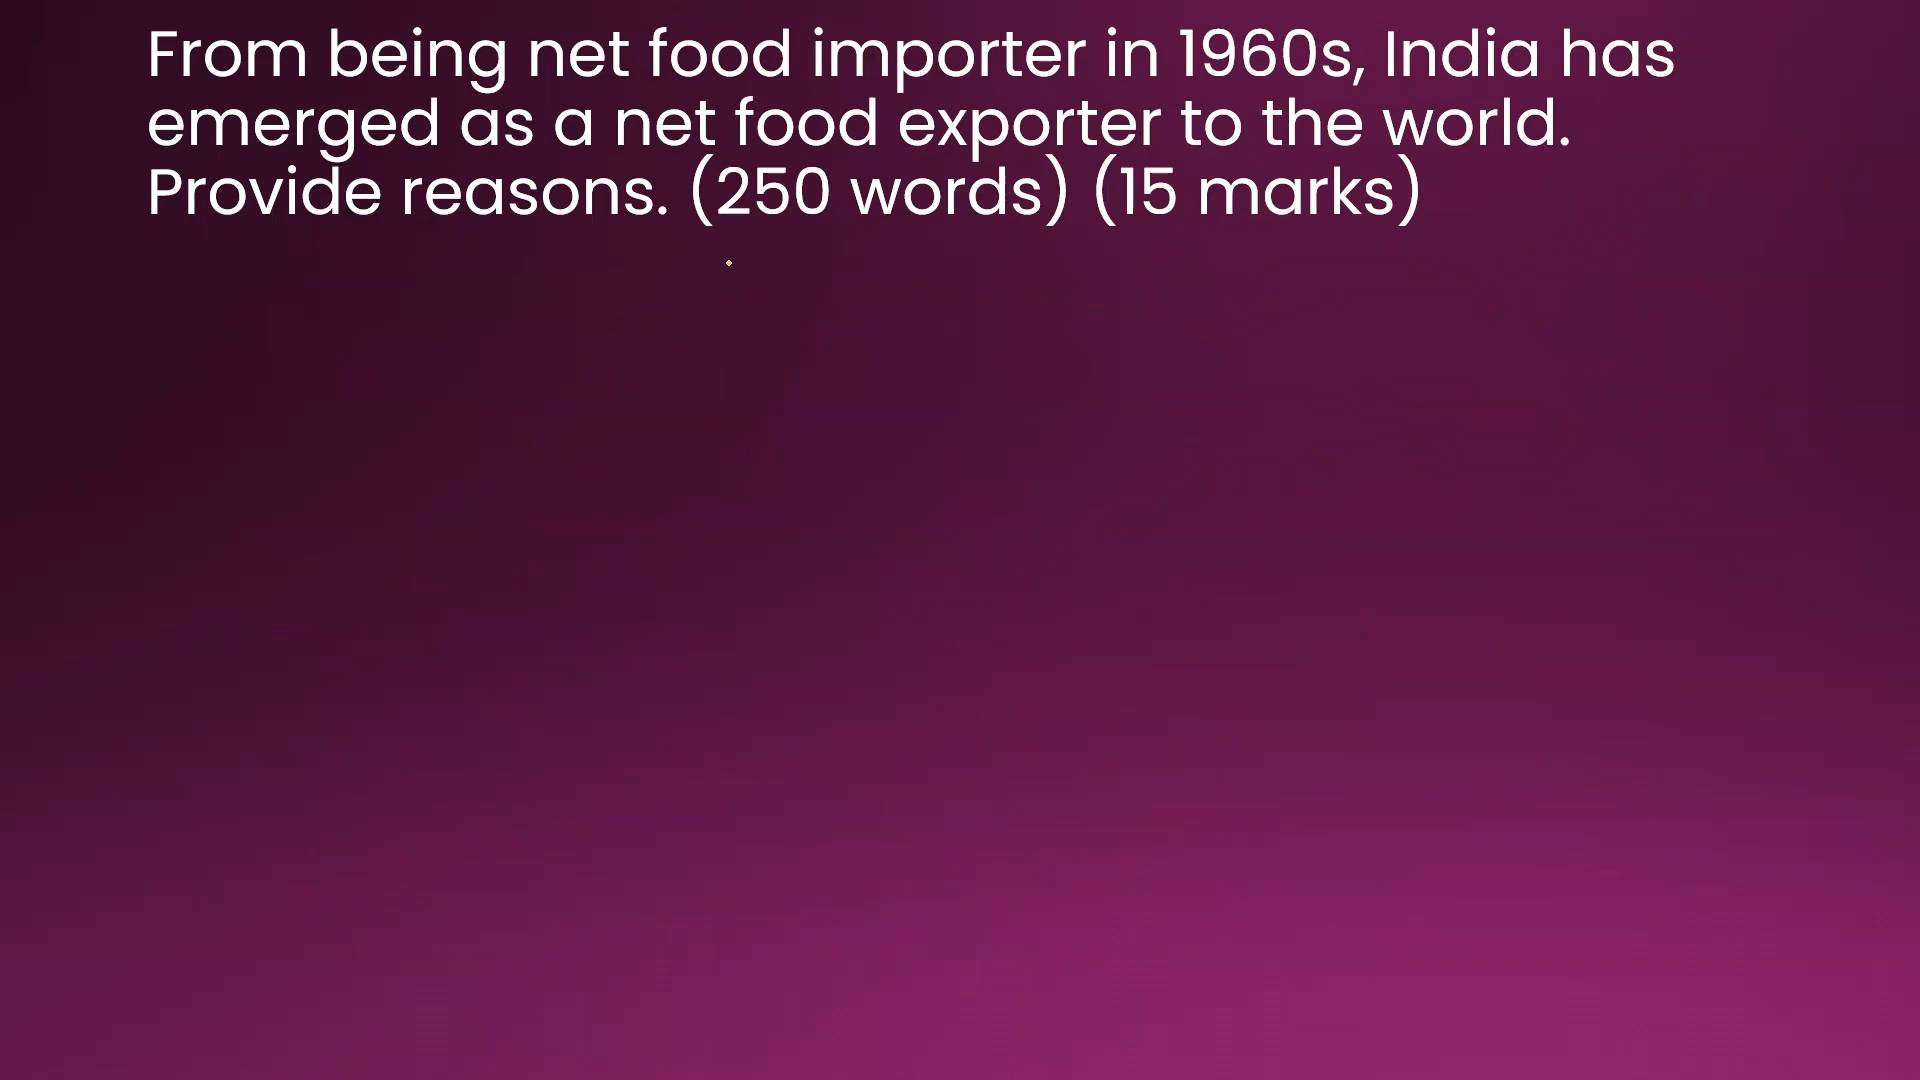 From being net food importer in 1960s, India has
emerged as a net food exporter to the world.
Provide reasons. (250 words) (15 marks)